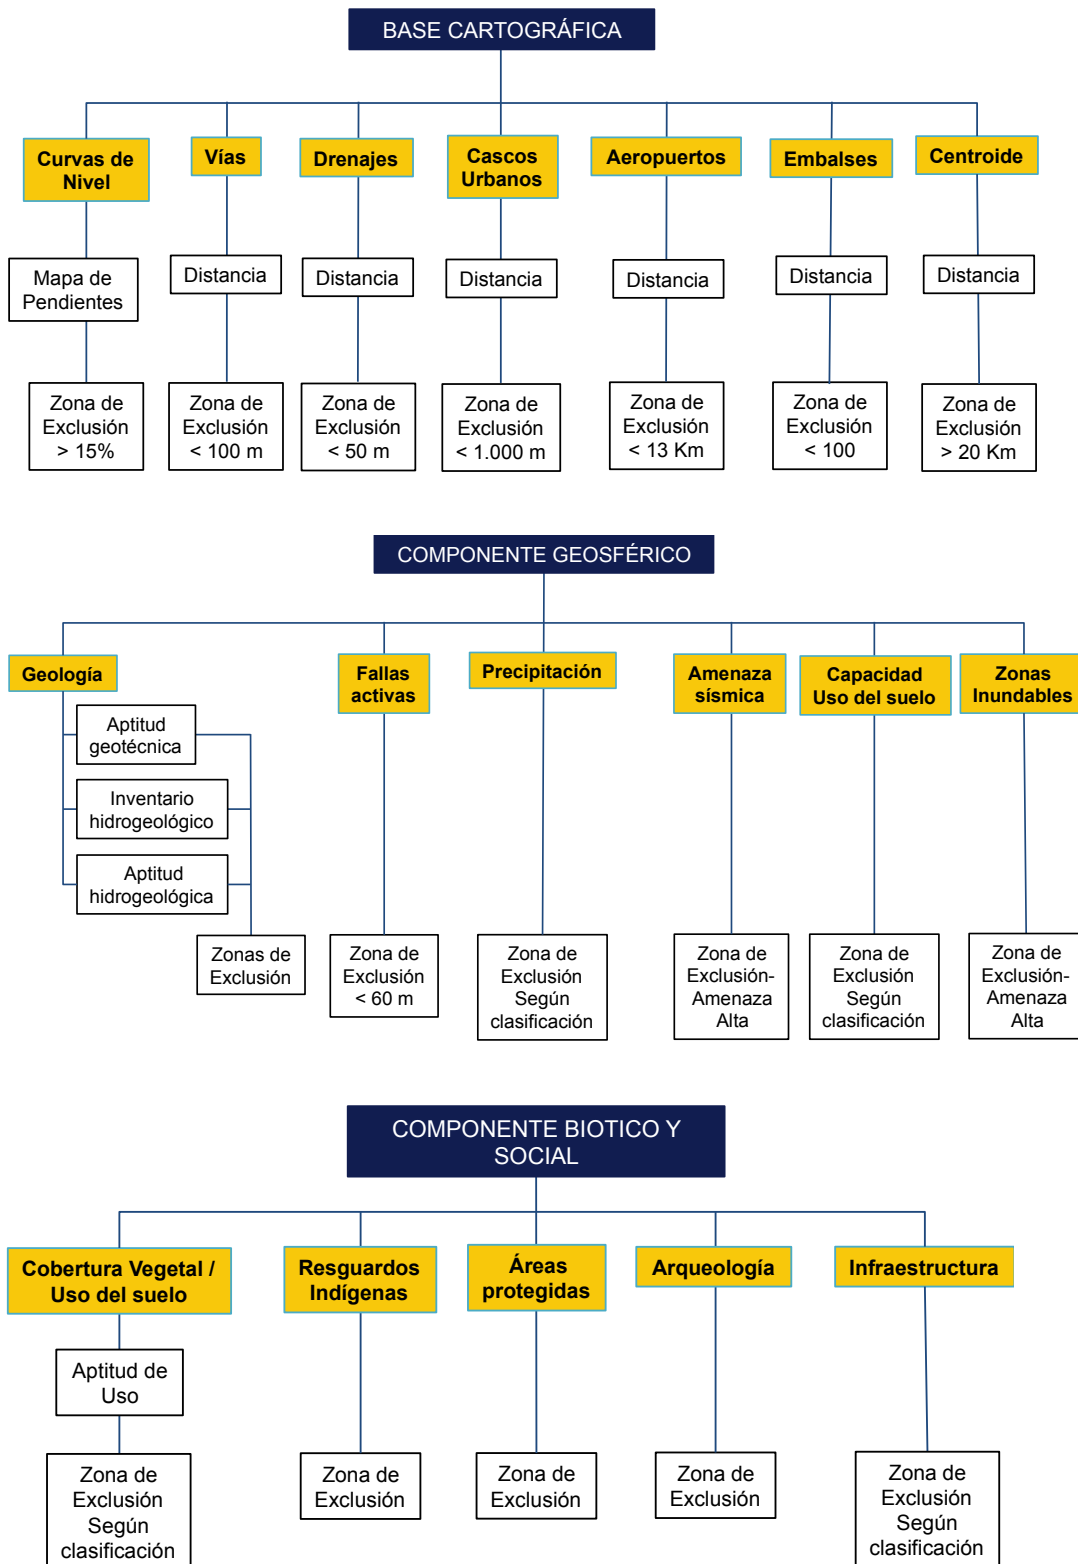 BASE CARTOGRÁFICA
Curvas de
Nivel
Vías
Drenajes
Cascos
Urbanos
Aeropuertos
Embalses
Centroide
Mapa de
Pendientes
Distancia
Distancia
Distancia
Distancia
Distancia
Distancia
Zona de
Exclusión
> 15%
Zona de
Exclusión
< 100 m
Zona de
Exclusión
< 50 m
Zona de
Exclusión
< 1.000 m
Zona de
Exclusión
< 13 Km
Zona de
Exclusión
< 100
Zona de
Exclusión
> 20 Km
COMPONENTE GEOSFÉRICO
Geología
Fallas
activas
Precipitación
Amenaza
sísmica
Capacidad
Uso del suelo
Zonas
Inundables
Aptitud
geotécnica
Inventario
hidrogeológico
Aptitud
hidrogeológica
Zonas de
Exclusión
Zona de
Exclusión
< 60 m
Zona de
Exclusión
Según
clasificación
Zona de
Exclusión-
Amenaza
Alta
Zona de
Exclusión
Según
clasificación
Zona de
Exclusión-
Amenaza
Alta
COMPONENTE BIOTICO Y
SOCIAL
Cobertura Vegetal /
Uso del suelo
Resguardos
Indígenas
Áreas
protegidas
Arqueología
Infraestructura
Aptitud de
Uso
Zona de
Exclusión
Según
clasificación
Zona de
Exclusión
Zona de
Exclusión
Zona de
Exclusión
Zona de
Exclusión
Según
clasificación